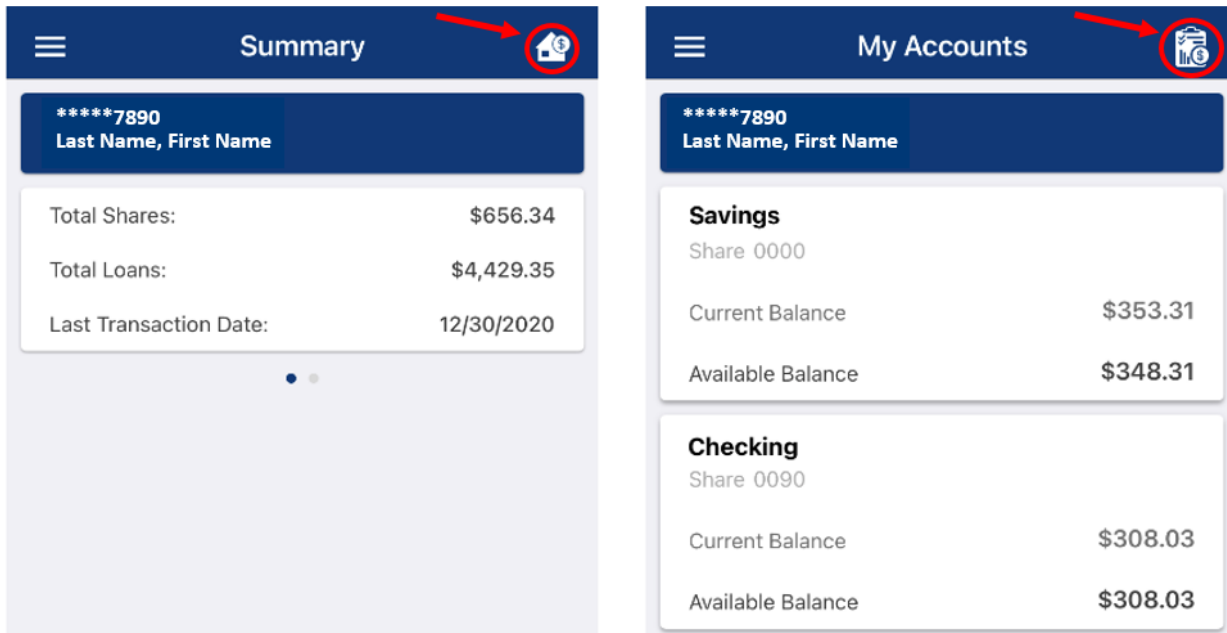 Summary
*****7890
Last Name, First Name
Total Shares: $656.34
Total Loans: $4,429.35
Last Transaction Date: 12/30/2020
My Accounts
*****7890
Last Name, First Name
Savings
Share 0000
Current Balance $353.31
Available Balance $348.31
Checking
Share 0090
Current Balance $308.03
Available Balance $308.03